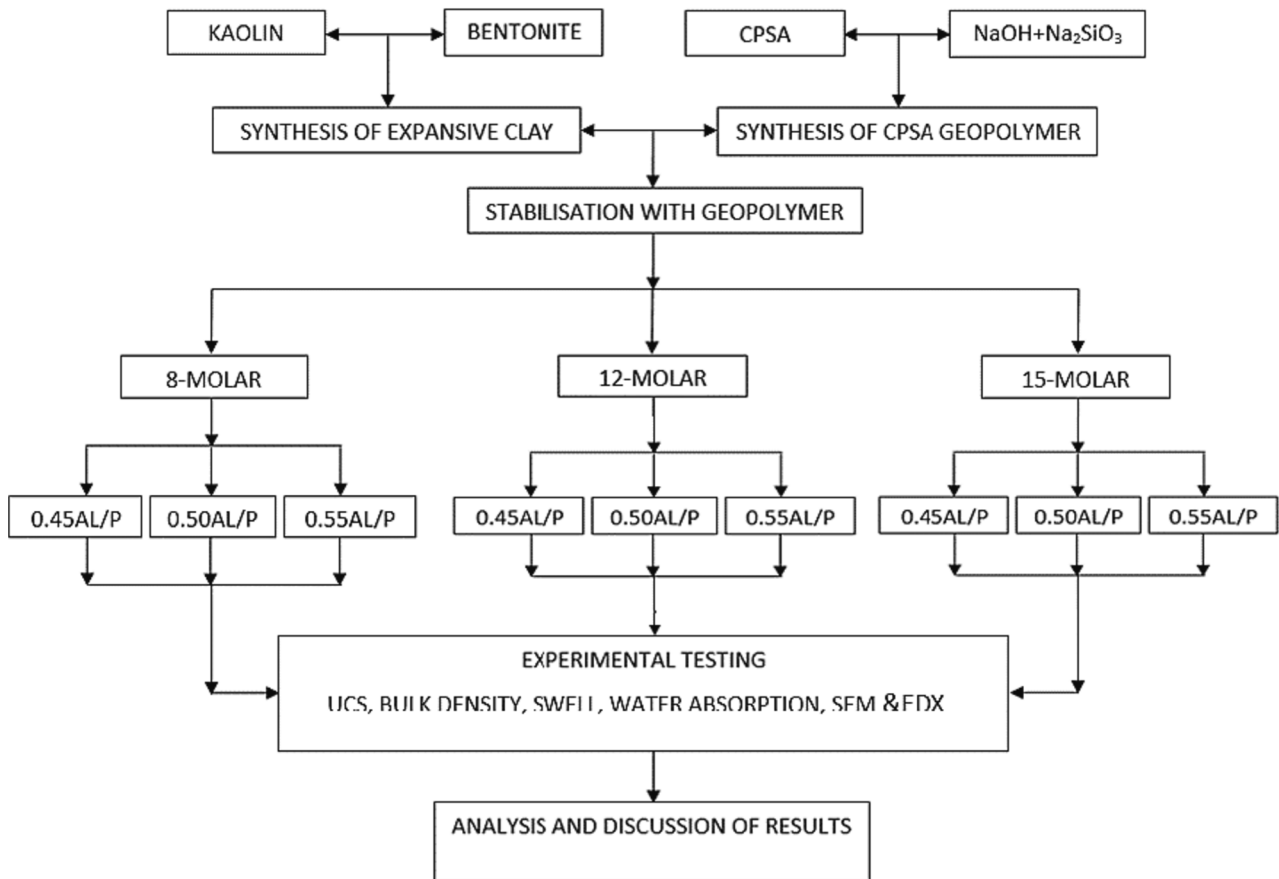 KAOLIN
BENTONITE
CPSA
NaOH+Na₂SiO₃
SYNTHESIS OF EXPANSIVE CLAY
SYNTHESIS OF CPSA GEOPOLYMER
STABILISATION WITH GEOPOLYMER
8-MOLAR
12-MOLAR
15-MOLAR
0.45AL/P
0.50AL/P
0.55AL/P
0.45AL/P
0.50AL/P
0.55AL/P
0.45AL/P
0.50AL/P
0.55AL/P
EXPERIMENTAL TESTING
UCS, BULK DENSITY, SWELL, WATER ABSORPTION, SEM &EDX
ANALYSIS AND DISCUSSION OF RESULTS